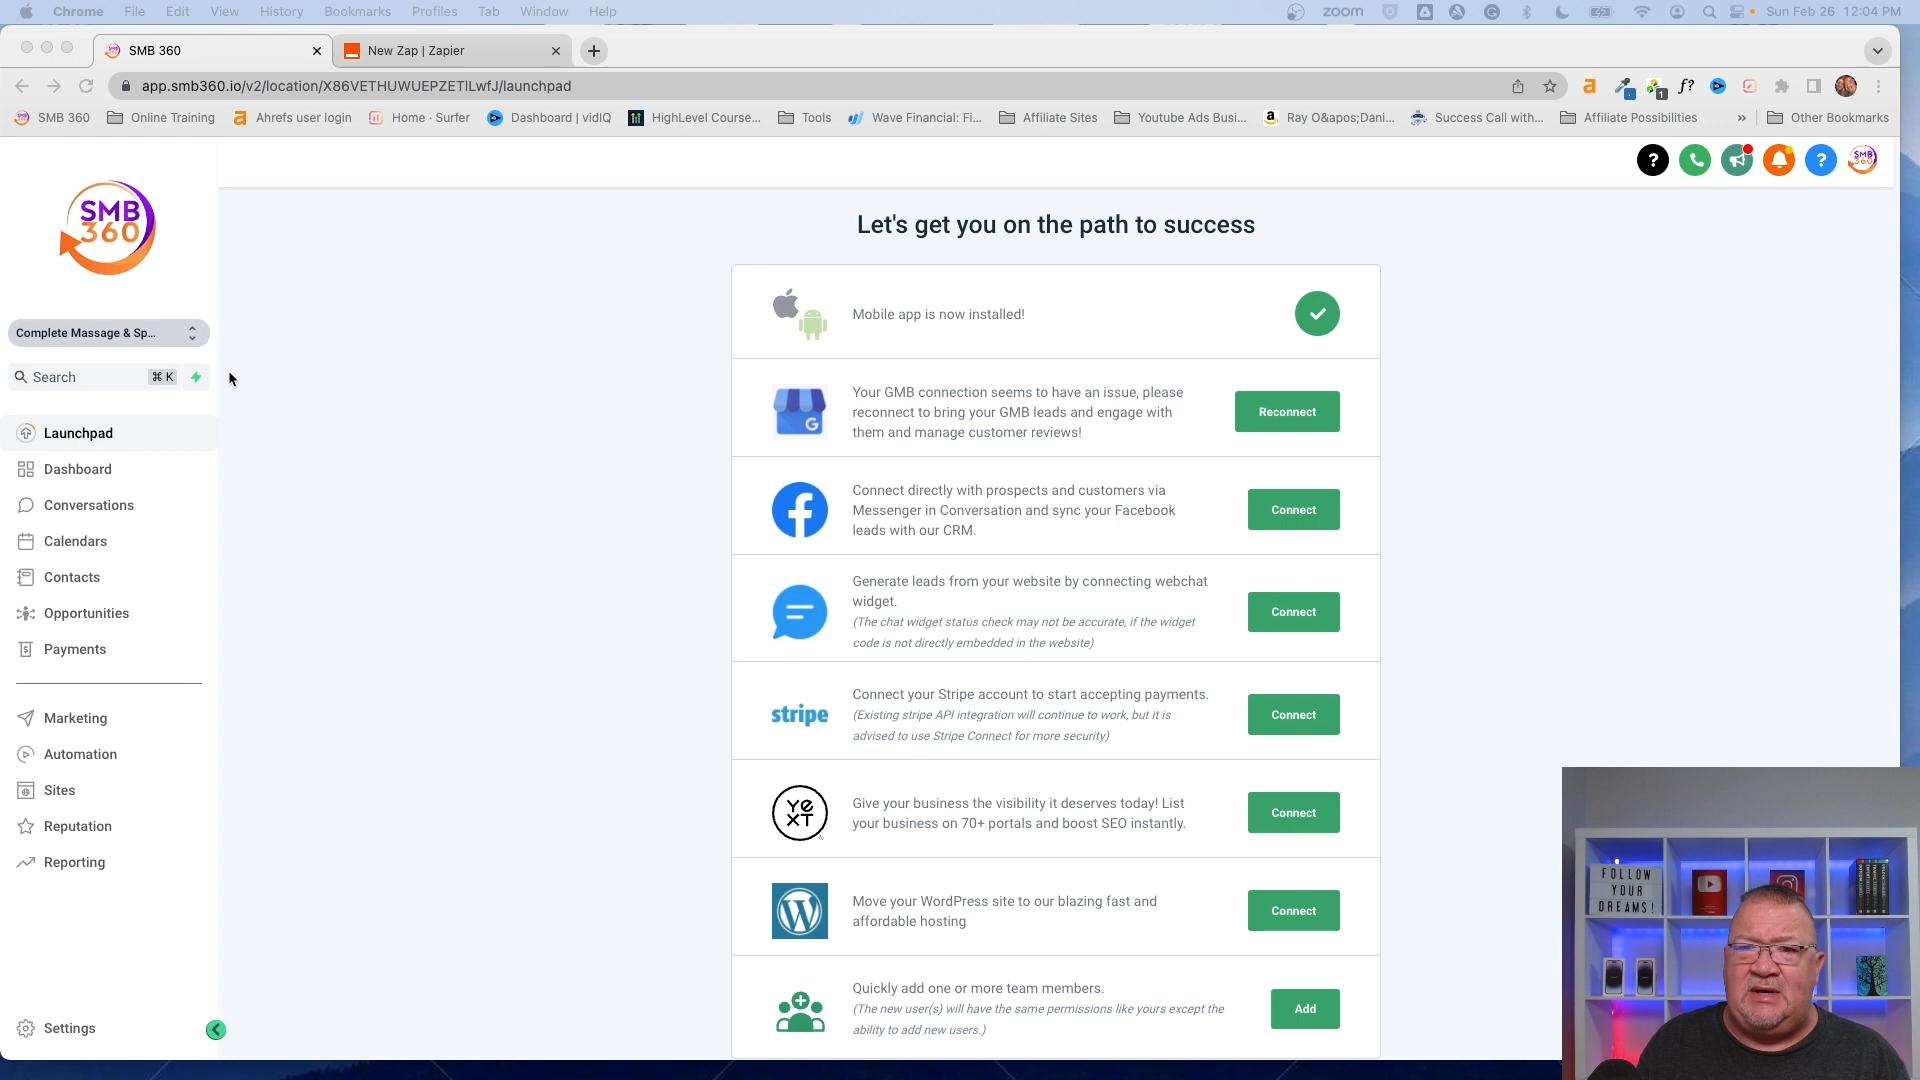 Chrome File Edit View History Bookmarks Profiles Tab Window Help zoom Sun Feb 26 12:04 PM
SMB 360
New Zap | Zapier
app.smb360.io/v2/location/X86VETHUWUEPZETlLwfJ/launchpad
f?
1
SMB 360 Online Training Ahrefs user login Home · Surfer Dashboard | vidIQ HighLevel Course... Tools Wave Financial: Fi... Affiliate Sites Youtube Ads Busi... Ray O&apos;Dani... Success Call with... Affiliate Possibilities » Other Bookmarks
? ? SMB 360
SMB
360
Complete Massage & Sp...
Search ⌘ K
Launchpad
Dashboard
Conversations
Calendars
Contacts
Opportunities
Payments
Marketing
Automation
Sites
Reputation
Reporting
Settings
Let's get you on the path to success
Mobile app is now installed!
Your GMB connection seems to have an issue, please
reconnect to bring your GMB leads and engage with
them and manage customer reviews!
Reconnect
Connect directly with prospects and customers via
Messenger in Conversation and sync your Facebook
leads with our CRM.
Connect
Generate leads from your website by connecting webchat
widget.
(The chat widget status check may not be accurate, if the widget
code is not directly embedded in the website)
Connect
stripe
Connect your Stripe account to start accepting payments.
(Existing stripe API integration will continue to work, but it is
advised to use Stripe Connect for more security)
Connect
YEXT
Give your business the visibility it deserves today! List
your business on 70+ portals and boost SEO instantly.
Connect
Move your WordPress site to our blazing fast and
affordable hosting
Connect
Quickly add one or more team members.
(The new user(s) will have the same permissions like yours except the
ability to add new users.)
Add
FOLLOW
YOUR
DREAMS!